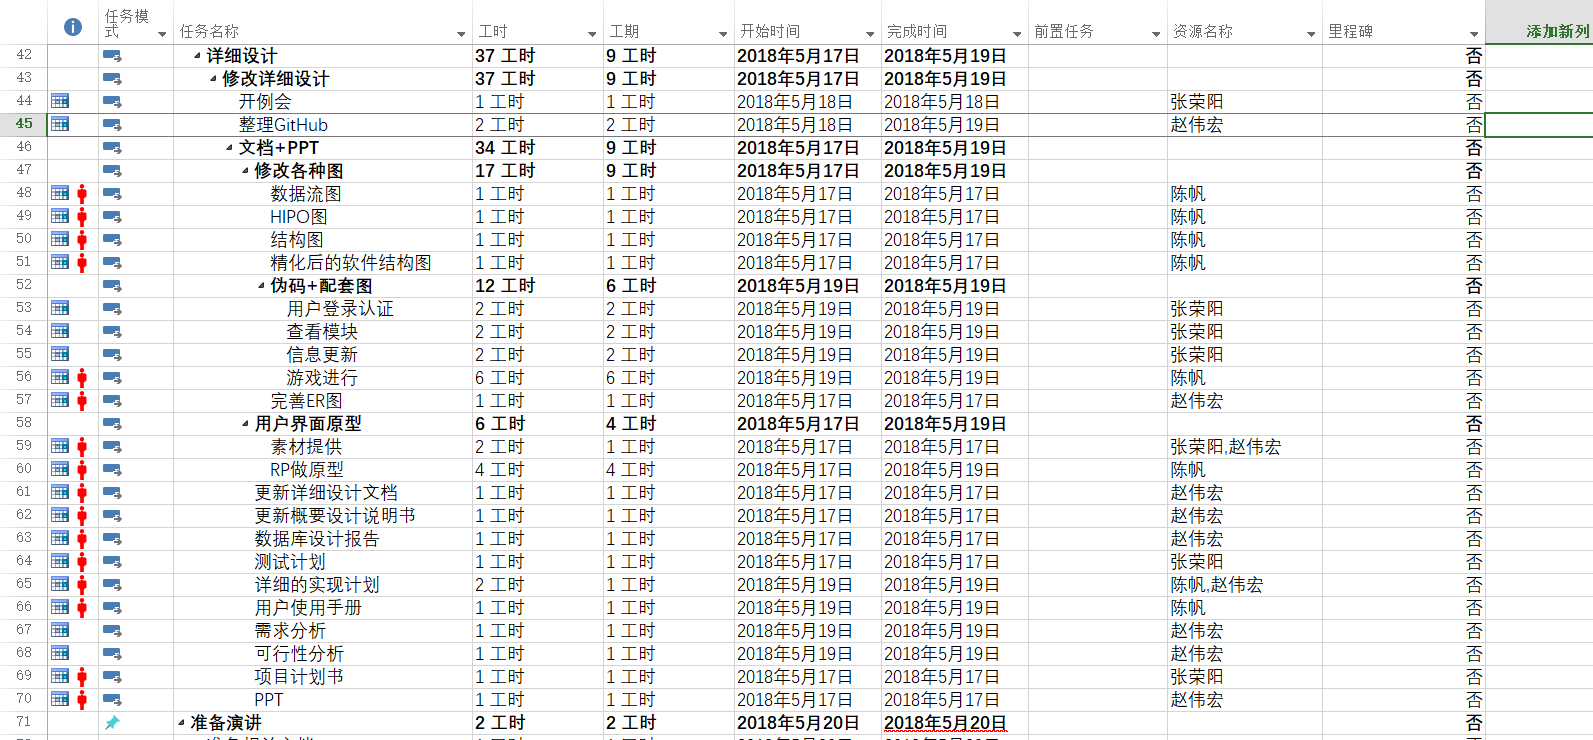 任务模式 任务名称 工时 工期 开始时间 完成时间 前置任务 资源名称 里程碑 添加新列
42 详细设计 37 工时 9 工时 2018年5月17日 2018年5月19日 否
43 修改详细设计 37 工时 9 工时 2018年5月17日 2018年5月19日 否
44 开例会 1 工时 1 工时 2018年5月18日 2018年5月18日 张荣阳 否
45 整理GitHub 2 工时 2 工时 2018年5月18日 2018年5月19日 赵伟宏 否
46 文档+PPT 34 工时 9 工时 2018年5月17日 2018年5月19日 否
47 修改各种图 17 工时 9 工时 2018年5月17日 2018年5月19日 否
48 数据流图 1 工时 1 工时 2018年5月17日 2018年5月17日 陈帆 否
49 HIPO图 1 工时 1 工时 2018年5月17日 2018年5月17日 陈帆 否
50 结构图 1 工时 1 工时 2018年5月17日 2018年5月17日 陈帆 否
51 精化后的软件结构图 1 工时 1 工时 2018年5月17日 2018年5月17日 陈帆 否
52 伪码+配套图 12 工时 6 工时 2018年5月19日 2018年5月19日 否
53 用户登录认证 2 工时 2 工时 2018年5月19日 2018年5月19日 张荣阳 否
54 查看模块 2 工时 2 工时 2018年5月19日 2018年5月19日 张荣阳 否
55 信息更新 2 工时 2 工时 2018年5月19日 2018年5月19日 张荣阳 否
56 游戏进行 6 工时 6 工时 2018年5月19日 2018年5月19日 陈帆 否
57 完善ER图 1 工时 1 工时 2018年5月17日 2018年5月17日 赵伟宏 否
58 用户界面原型 6 工时 4 工时 2018年5月17日 2018年5月19日 否
59 素材提供 2 工时 1 工时 2018年5月17日 2018年5月17日 张荣阳,赵伟宏 否
60 RP做原型 4 工时 4 工时 2018年5月17日 2018年5月19日 陈帆 否
61 更新详细设计文档 1 工时 1 工时 2018年5月17日 2018年5月17日 赵伟宏 否
62 更新概要设计说明书 1 工时 1 工时 2018年5月17日 2018年5月17日 赵伟宏 否
63 数据库设计报告 1 工时 1 工时 2018年5月17日 2018年5月17日 赵伟宏 否
64 测试计划 1 工时 1 工时 2018年5月17日 2018年5月17日 张荣阳 否
65 详细的实现计划 2 工时 1 工时 2018年5月19日 2018年5月19日 陈帆,赵伟宏 否
66 用户使用手册 1 工时 1 工时 2018年5月19日 2018年5月19日 陈帆 否
67 需求分析 1 工时 1 工时 2018年5月19日 2018年5月19日 赵伟宏 否
68 可行性分析 1 工时 1 工时 2018年5月19日 2018年5月19日 赵伟宏 否
69 项目计划书 1 工时 1 工时 2018年5月17日 2018年5月17日 张荣阳 否
70 PPT 1 工时 1 工时 2018年5月17日 2018年5月17日 赵伟宏 否
71 准备演讲 2 工时 2 工时 2018年5月20日 2018年5月20日 否